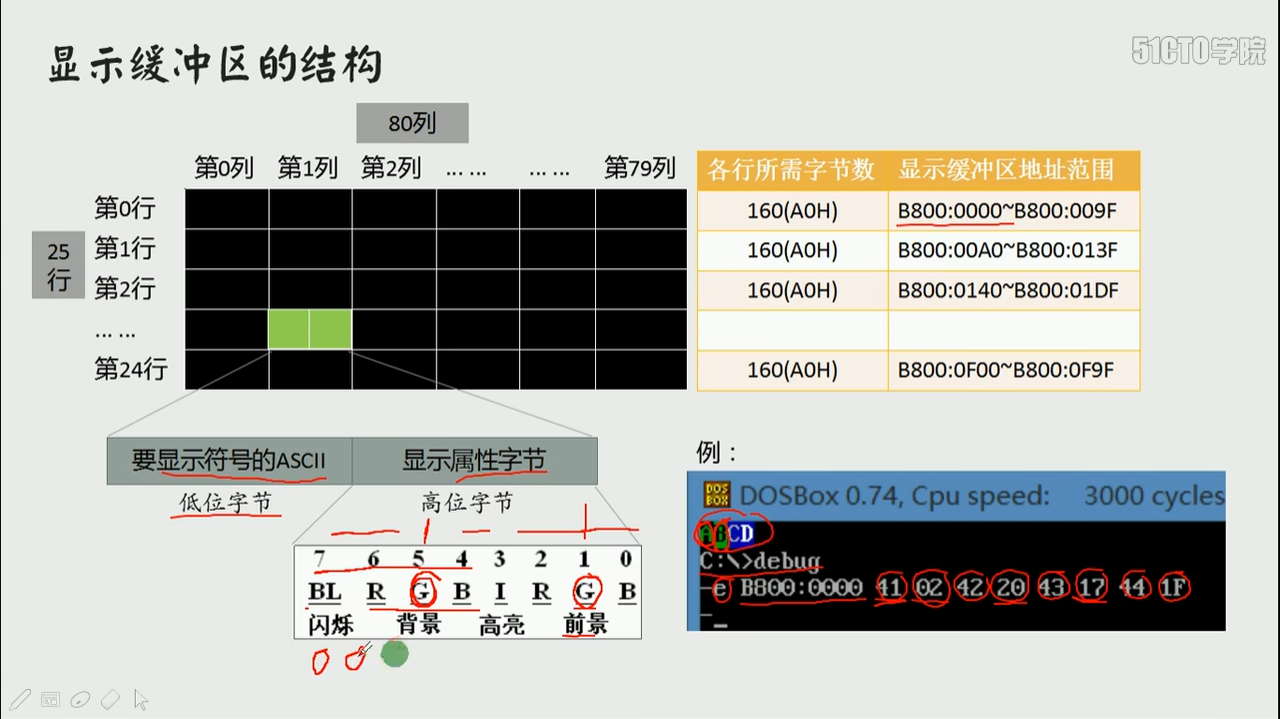 显示缓冲区的结构
51CTO学院
80列
第0列 第1列 第2列 ... ... ... ... 第79列
25行
第0行
第1行
第2行
... ...
第24行
各行所需字节数 显示缓冲区地址范围
160(A0H) B800:0000~B800:009F
160(A0H) B800:00A0~B800:013F
160(A0H) B800:0140~B800:01DF
160(A0H) B800:0F00~B800:0F9F
要显示符号的ASCII 显示属性字节
低位字节 高位字节
7 6 5 4 3 2 1 0
BL R G B I R G B
闪烁 背景 高亮 前景
0 0
例：
DOSBox 0.74, Cpu speed: 3000 cycles
ABCD
C:\>debug
-e B800:0000 41 02 42 20 43 17 44 1F
-_